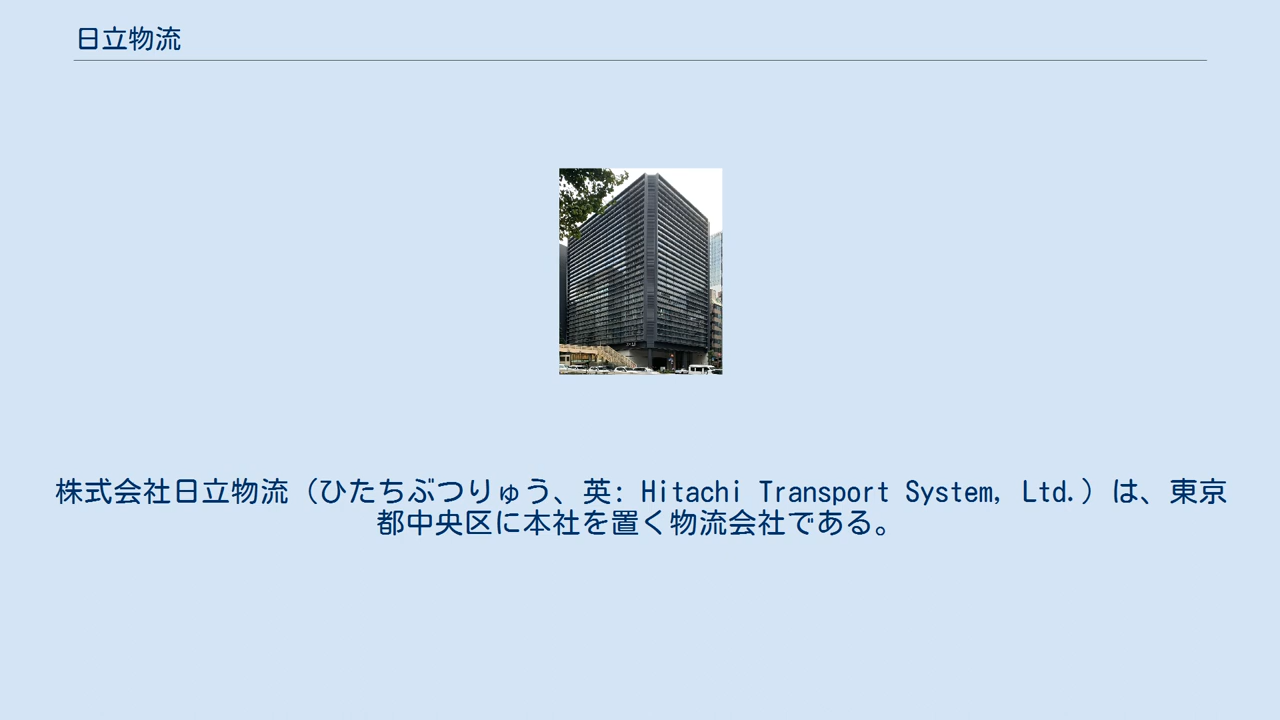 日立物流
株式会社日立物流（ひたちぶつりゅう、英: Hitachi Transport System, Ltd.）は、東京
都中央区に本社を置く物流会社である。